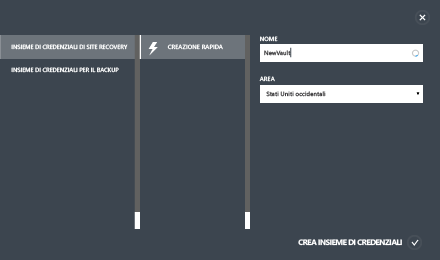 INSIEME DI CREDENZIALI DI SITE RECOVERY
CREAZIONE RAPIDA
INSIEME DI CREDENZIALI PER IL BACKUP
NOME
NewVault
AREA
Stati Uniti occidentali
CREA INSIEME DI CREDENZIALI